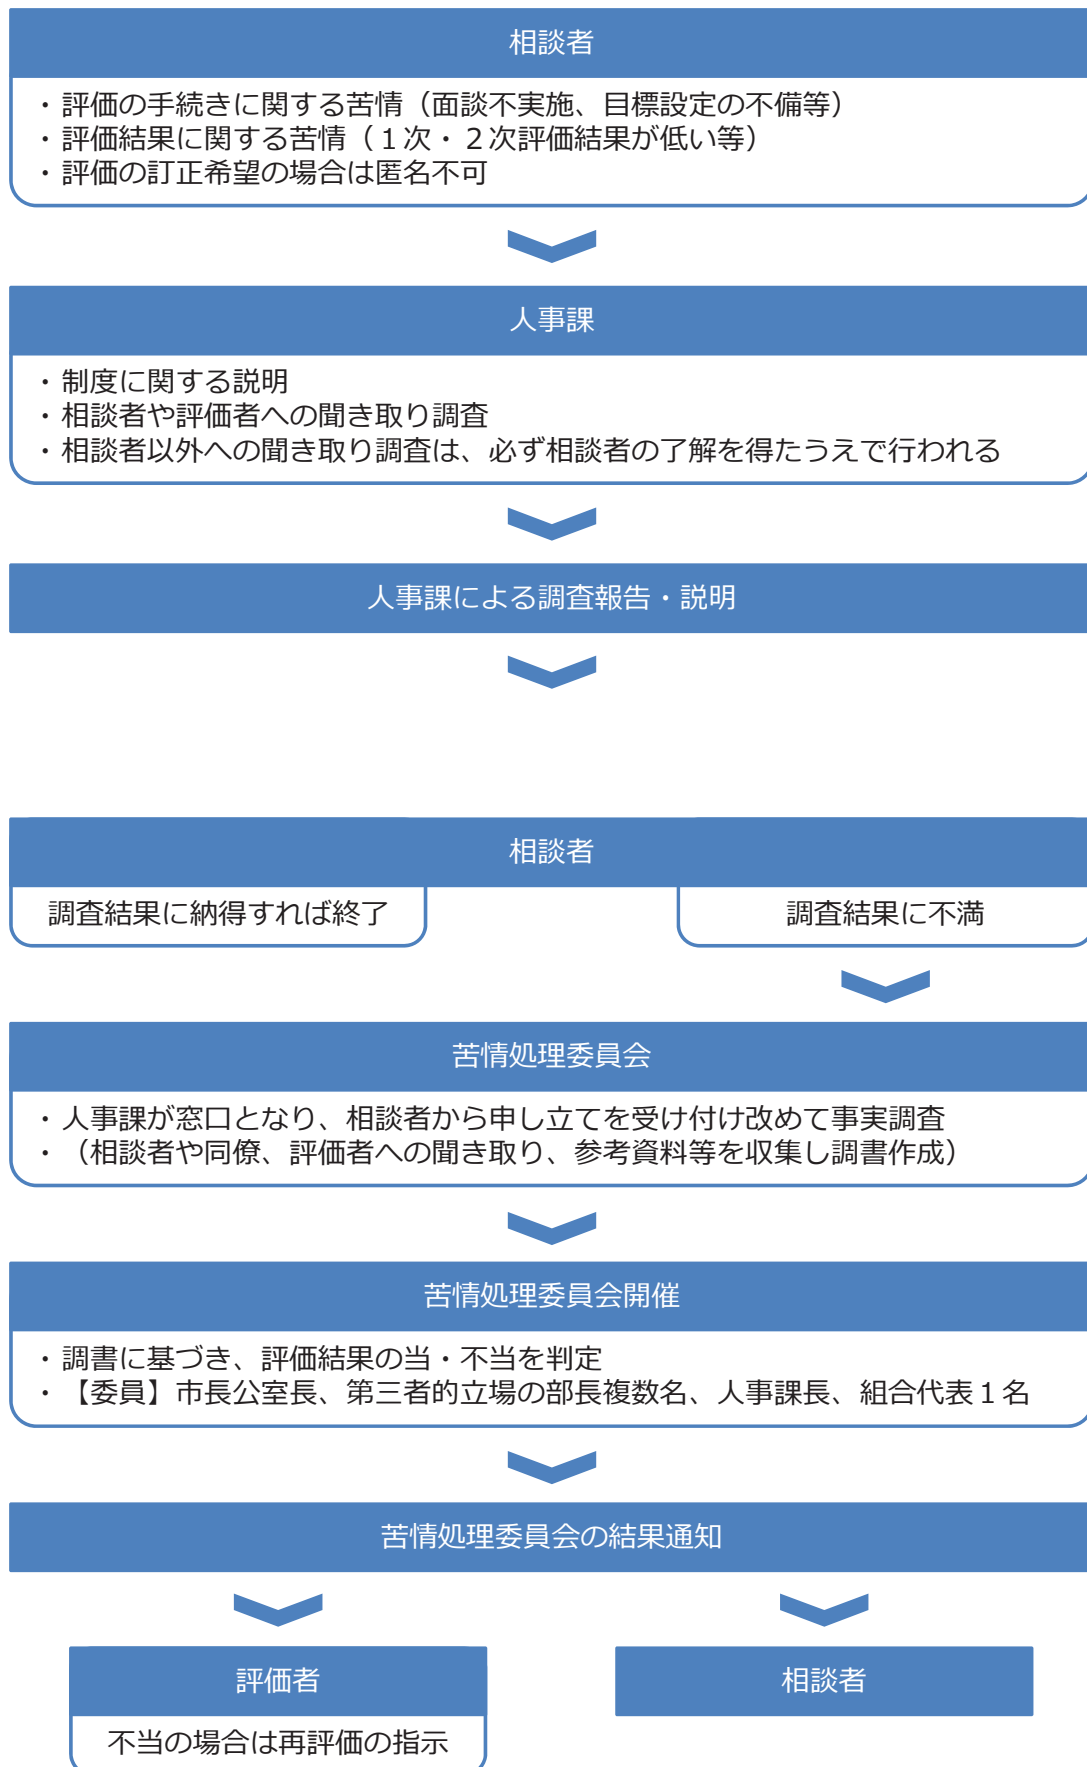 相談者
・評価の手続きに関する苦情（面談不実施、目標設定の不備等）
・評価結果に関する苦情（１次・２次評価結果が低い等）
・評価の訂正希望の場合は匿名不可
人事課
・制度に関する説明
・相談者や評価者への聞き取り調査
・相談者以外への聞き取り調査は、必ず相談者の了解を得たうえで行われる
人事課による調査報告・説明
相談者
調査結果に納得すれば終了
調査結果に不満
苦情処理委員会
・人事課が窓口となり、相談者から申し立てを受け付け改めて事実調査
・（相談者や同僚、評価者への聞き取り、参考資料等を収集し調書作成）
苦情処理委員会開催
・調書に基づき、評価結果の当・不当を判定
・【委員】市長公室長、第三者的立場の部長複数名、人事課長、組合代表１名
苦情処理委員会の結果通知
評価者
相談者
不当の場合は再評価の指示